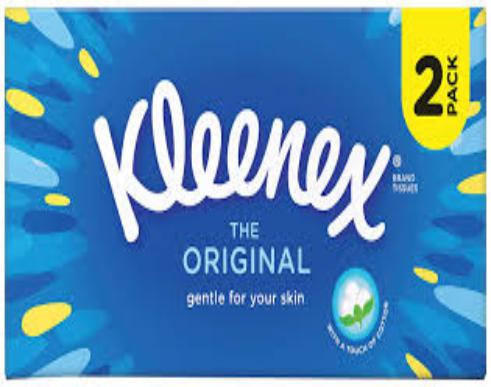 2
PACK
Kleenex®
BRAND
TISSUES
THE
ORIGINAL
gentle for your skin
WITH A TOUCH OF COTTON